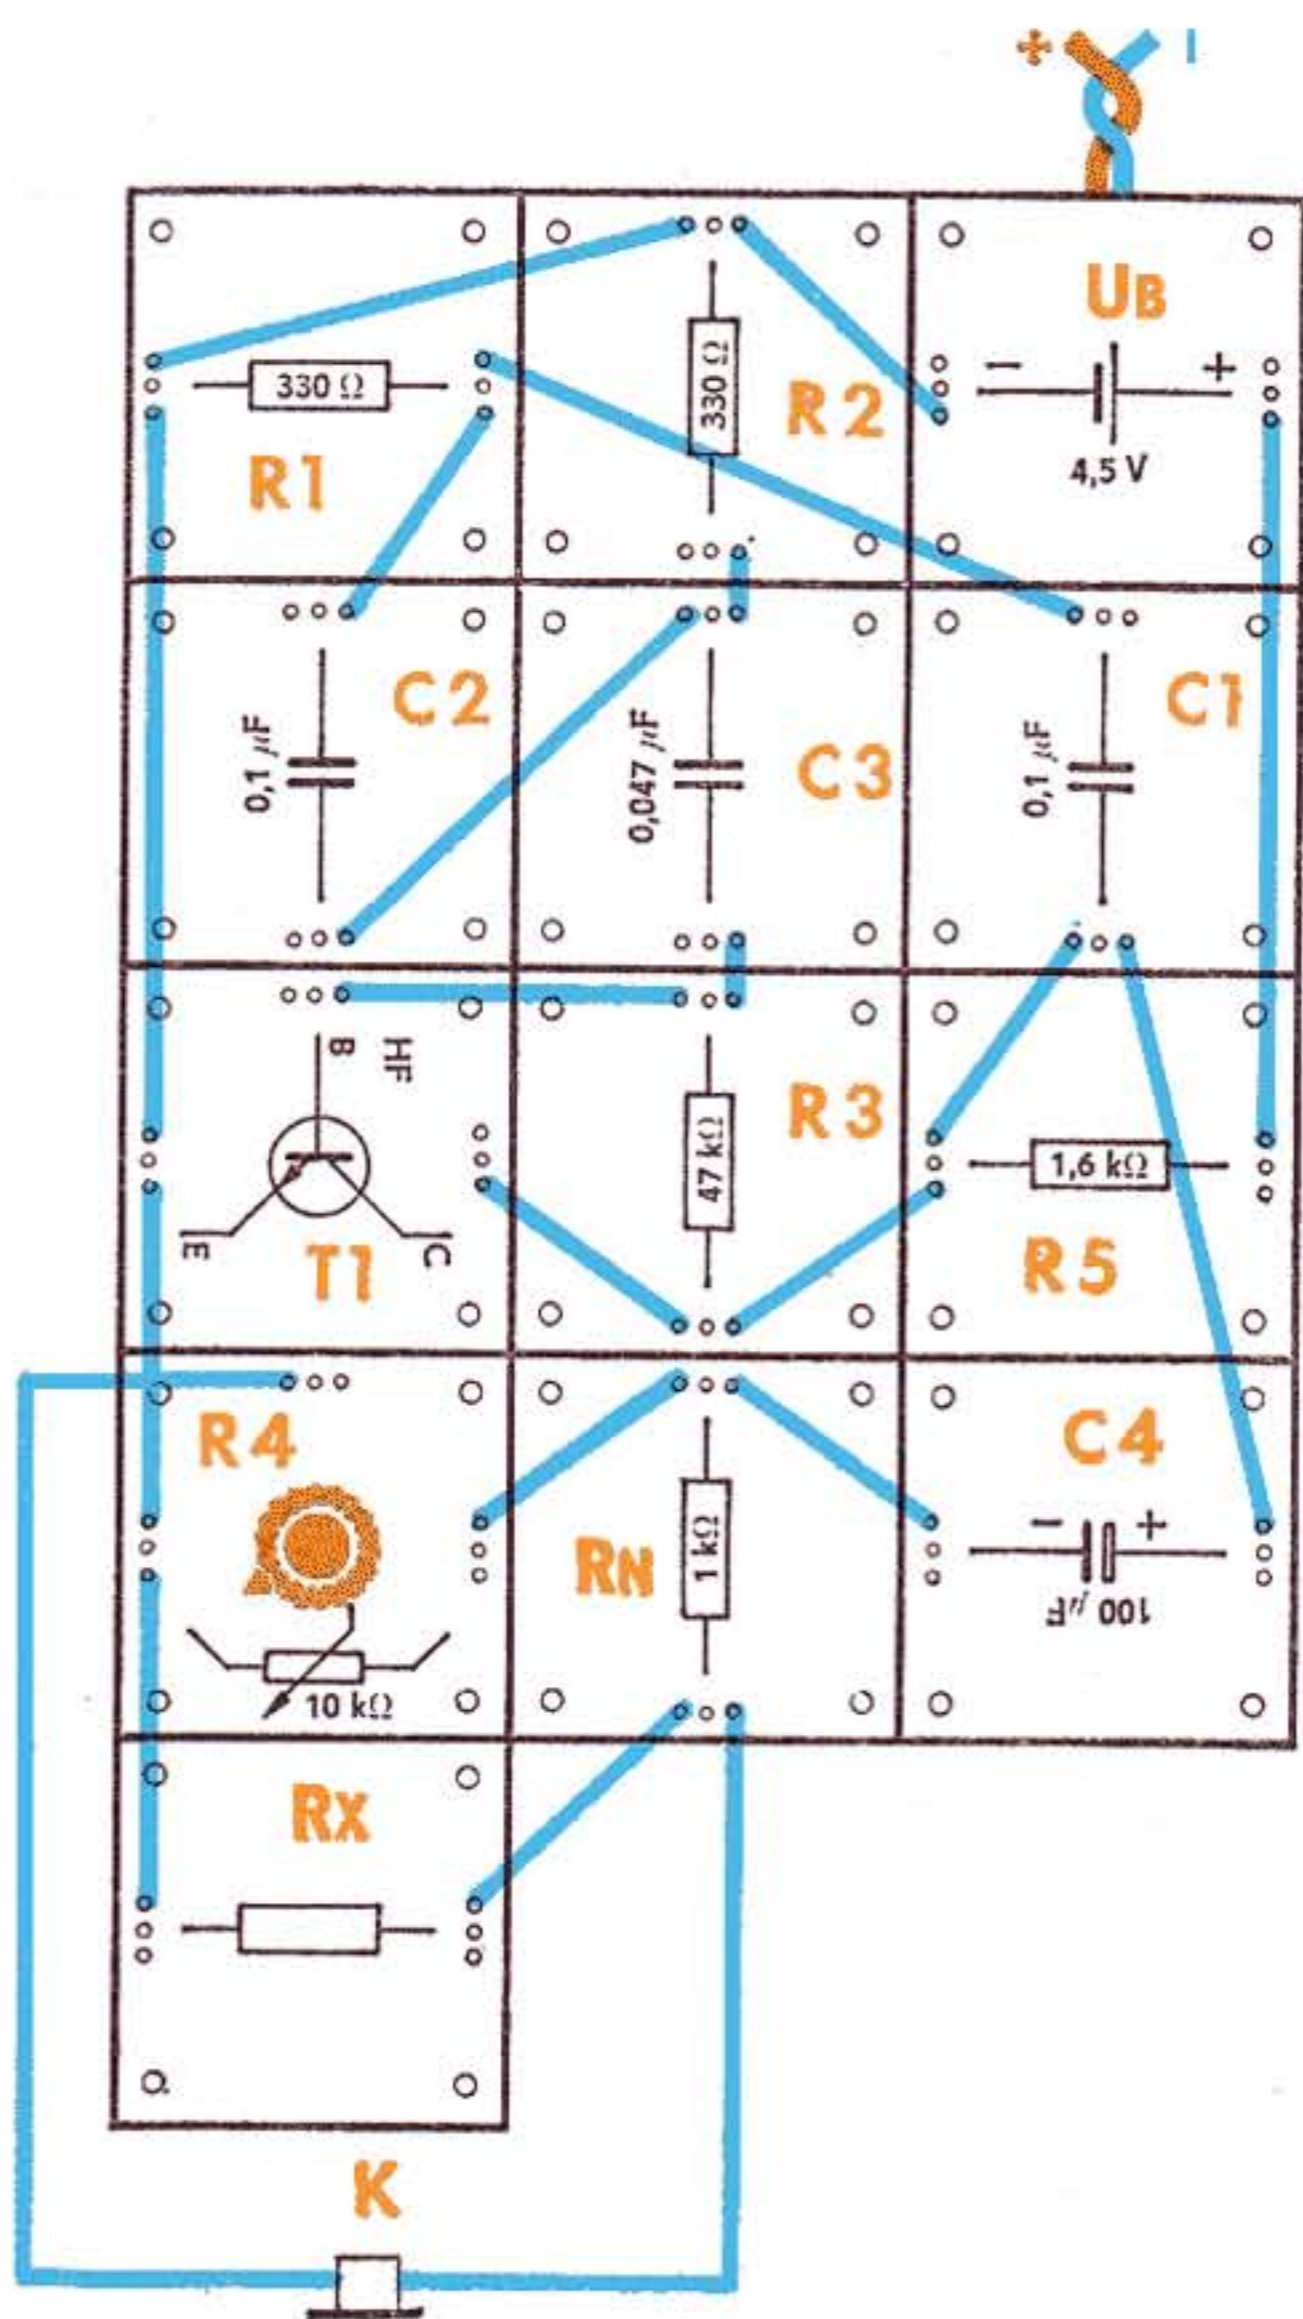 + −
UB
− +
4,5 V
330 Ω
R1
330 Ω
R2
C2
0,1 µF
C3
0,047 µF
C1
0,1 µF
B
HF
E
C
T1
R3
47 kΩ
1,6 kΩ
R5
R4
10 kΩ
RN
1 kΩ
C4
− +
100 µF
RX
K